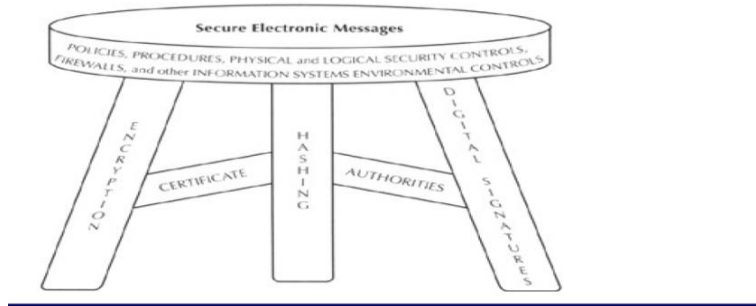 Secure Electronic Messages
POLICIES, PROCEDURES, PHYSICAL and LOGICAL SECURITY CONTROLS,
FIREWALLS, and other INFORMATION SYSTEMS ENVIRONMENTAL CONTROLS
ENCRYPTION
CERTIFICATE
HASHING
AUTHORITIES
DIGITAL SIGNATURES